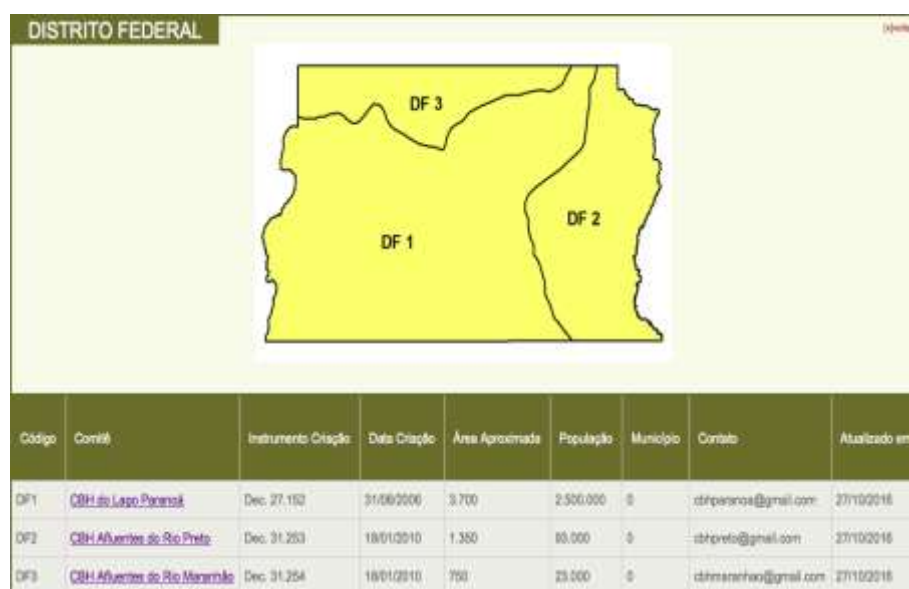 DISTRITO FEDERAL
DF 3
DF 2
DF 1
Código Comitê Instrumento Criação Data Criação Área Aproximada População Município Contato Atualizado em
DF1 CBH do Lago Paranoá Dec. 27.152 31/08/2006 3.700 2.500.000 0 cbhparanoa@gmail.com 27/10/2016
DF2 CBH Afluentes do Rio Preto Dec. 31.253 18/01/2010 1.350 0 cbhpreto@gmail.com 27/10/2016
DF3 CBH Afluentes do Rio Maranhão Dec. 31.254 18/01/2010 750 23.000 0 cbhmaranhao@gmail.com 27/10/2016